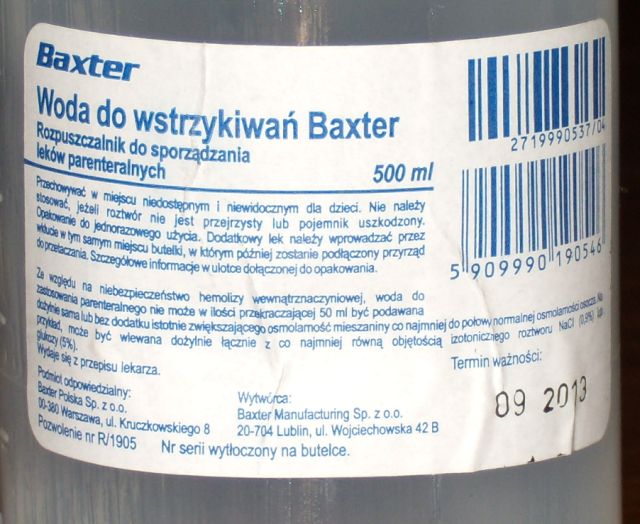 Baxter
Woda do wstrzykiwań Baxter
Rozpuszczalnik do sporządzania
leków parenteralnych
500 ml
2719990537/04
Przechowywać w miejscu niedostępnym i niewidocznym dla dzieci. Nie należy
stosować, jeżeli roztwór nie jest przejrzysty lub pojemnik uszkodzony.
Opakowanie do jednorazowego użycia. Dodatkowy lek należy wprowadzać przez
wkłucie w tym samym miejscu butelki, w którym później zostanie podłączony przyrząd
do przetaczania. Szczegółowe informacje w ulotce dołączonej do opakowania.
5 909990 190546
Ze względu na niebezpieczeństwo hemolizy wewnątrznaczyniowej, woda do
zastosowania parenteralnego nie może w ilości przekraczającej 50 ml być podawana
dożylnie sama lub bez dodatku istotnie zwiększającego osmolarność mieszaniny co najmniej do połowy normalnej osmolarności osocza. Na
przykład, może być wlewana dożylnie łącznie z co najmniej równą objętością izotonicznego roztworu NaCl (0,9%) lub
glukozy (5%).
Wydaje się z przepisu lekarza.
Termin ważności:
09 2013
Podmiot odpowiedzialny:
Baxter Polska Sp. z o.o.
00-380 Warszawa, ul. Kruczkowskiego 8
Pozwolenie nr R/1905
Wytwórca:
Baxter Manufacturing Sp. z o.o.
20-704 Lublin, ul. Wojciechowska 42 B
Nr serii wytłoczony na butelce.